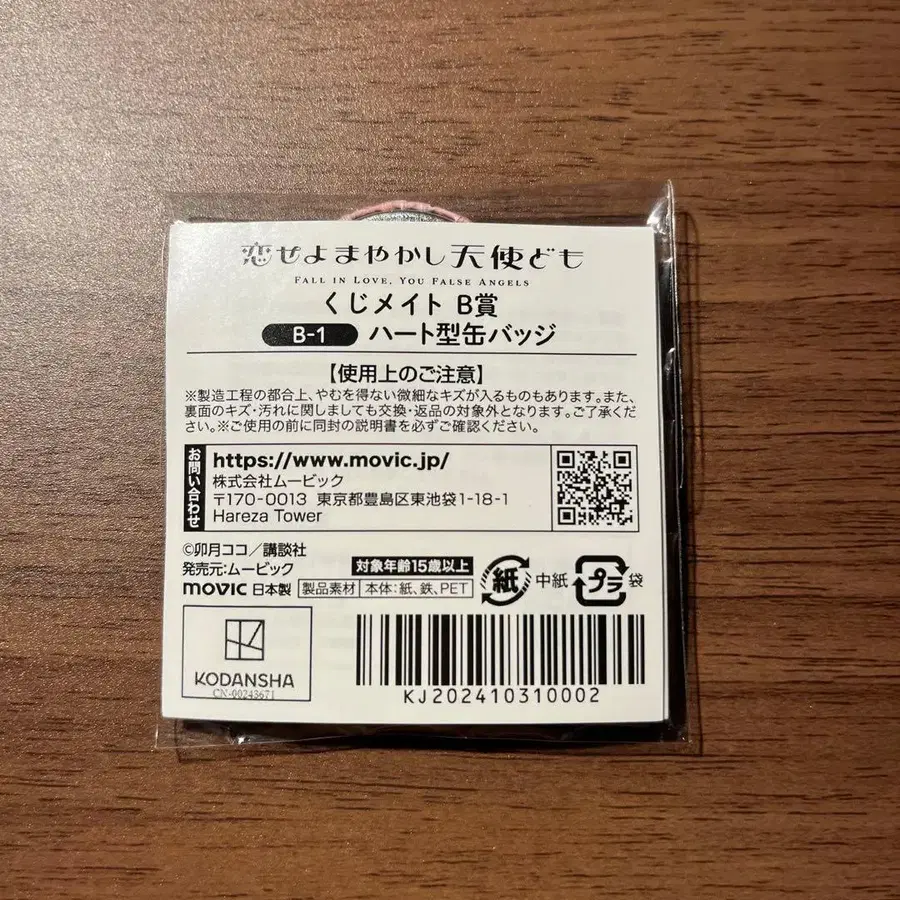 恋せよまやかし天使ども
FALL IN LOVE, YOU FALSE ANGELS
くじメイト B賞
B-1 ハート型缶バッジ
【使用上のご注意】
※製造工程の都合上、やむを得ない微細なキズが入るものもあります。また、
裏面のキズ・汚れに関しましても交換・返品の対象外となります。ご了承くださ
い。※ご使用の前に同封の説明書を必ずご確認ください。
お問い合わせ
https://www.movic.jp/
株式会社ムービック
〒170-0013 東京都豊島区東池袋1-18-1
Hareza Tower
©卯月ココ/講談社
発売元:ムービック
movic 日本製
対象年齢15歳以上
製品素材 本体:紙、鉄、PET
紙 中紙 プラ 袋
KODANSHA
CN-00243671
KJ202410310002